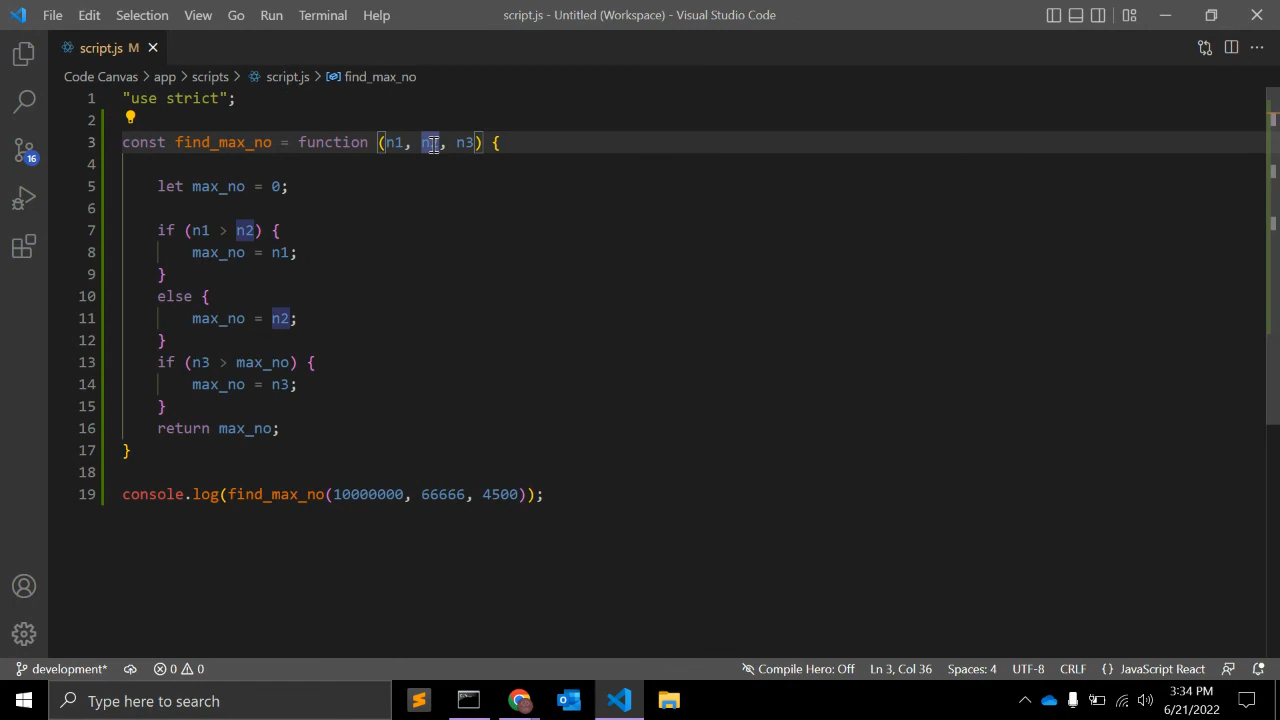 File Edit Selection View Go Run Terminal Help script.js - Untitled (Workspace) - Visual Studio Code
script.js M
Code Canvas > app > scripts > script.js > find_max_no
1 "use strict";
2
3 const find_max_no = function (n1, n2, n3) {
4
5 let max_no = 0;
6
7 if (n1 > n2) {
8 max_no = n1;
9 }
10 else {
11 max_no = n2;
12 }
13 if (n3 > max_no) {
14 max_no = n3;
15 }
16 return max_no;
17 }
18
19 console.log(find_max_no(10000000, 66666, 4500));
16
development* 0 0 Compile Hero: Off Ln 3, Col 36 Spaces: 4 UTF-8 CRLF {} JavaScript React
Type here to search 3:34 PM
6/21/2022